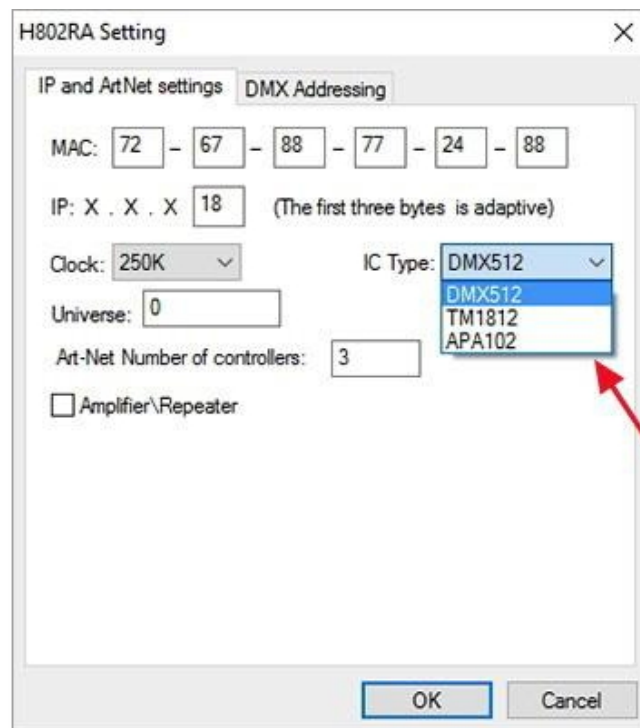 H802RA Setting
IP and ArtNet settings
DMX Addressing
MAC: 72 – 67 – 88 – 77 – 24 – 88
IP: X . X . X 18 (The first three bytes is adaptive)
Clock: 250K IC Type: DMX512
DMX512
TM1812
APA102
Universe: 0
Art-Net Number of controllers: 3
Amplifier\Repeater
OK Cancel